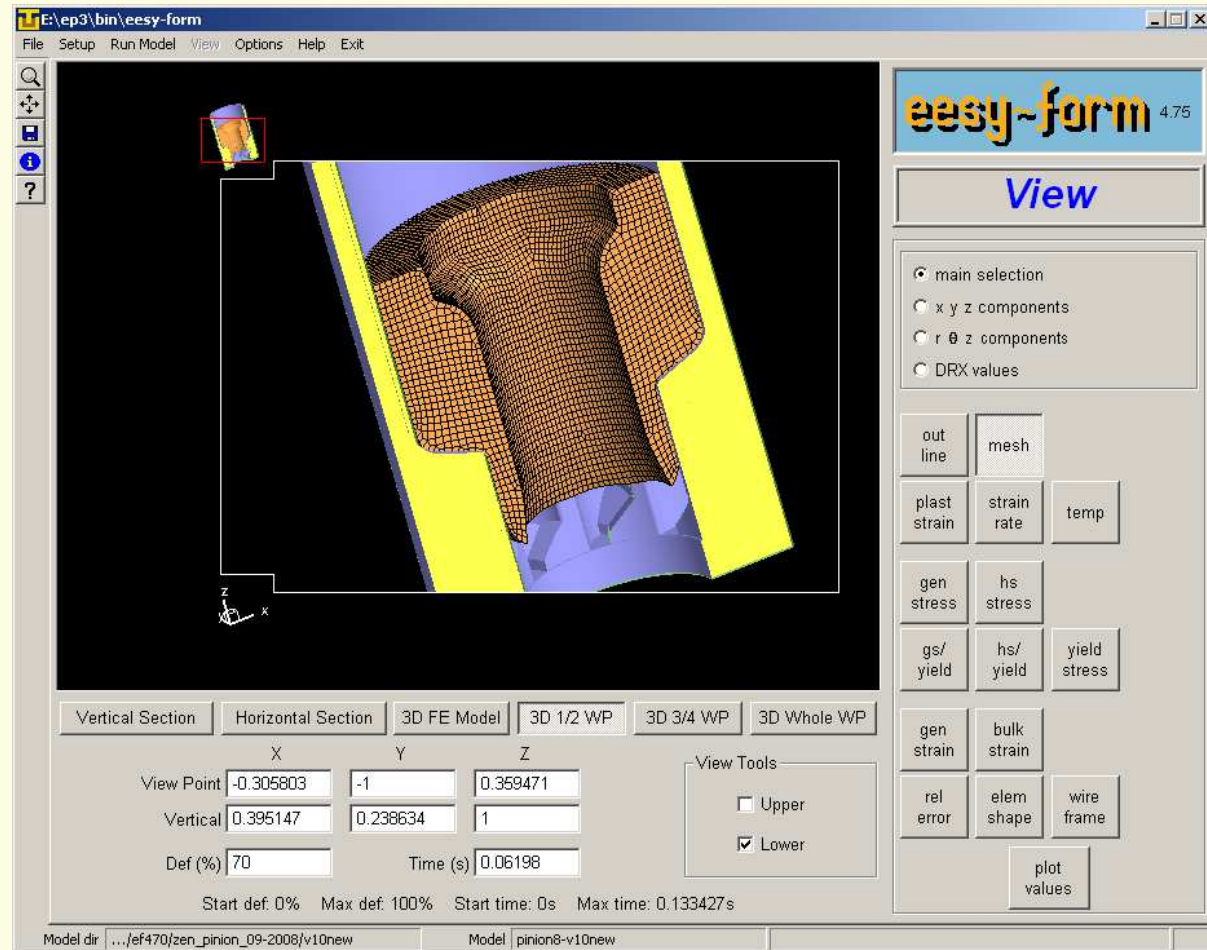 E:\ep3\bin\eesy-form
File Setup Run Model View Options Help Exit
eesy~form 4.75
View
main selection
x y z components
r θ z components
DRX values
out line
mesh
plast strain
strain rate
temp
gen stress
hs stress
gs/ yield
hs/ yield
yield stress
gen strain
bulk strain
rel error
elem shape
wire frame
plot values
z
x
Vertical Section Horizontal Section 3D FE Model 3D 1/2 WP 3D 3/4 WP 3D Whole WP
X Y Z
View Point -0.305803 -1 0.359471
Vertical 0.395147 0.238634 1
Def (%) 70 Time (s) 0.06198
View Tools
Upper
Lower
Start def: 0% Max def: 100% Start time: 0s Max time: 0.133427s
Model dir .../ef470/zen_pinion_09-2008/v10new Model pinion8-v10new